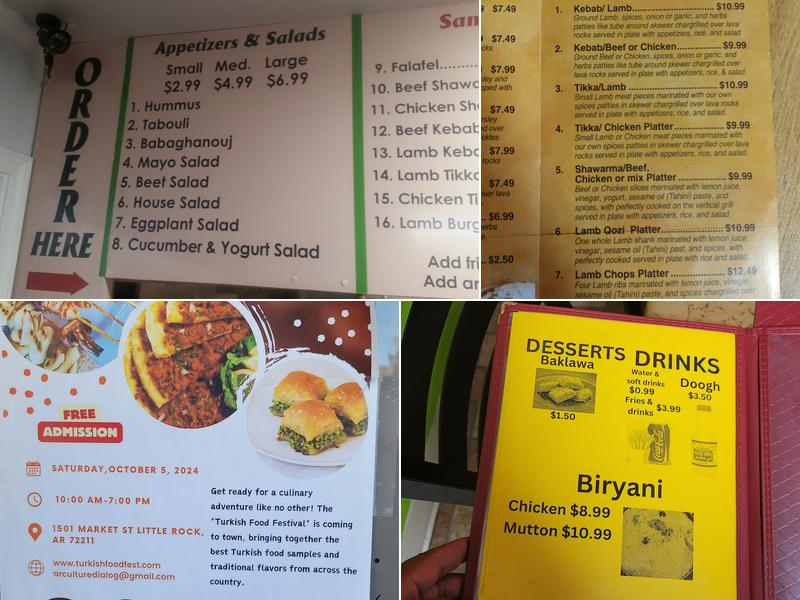 ORDER
HERE
Appetizers & Salads
Small Med. Large
$2.99 $4.99 $6.99
1. Hummus
2. Tabouli
3. Babaghanouj
4. Mayo Salad
5. Beet Salad
6. House Salad
7. Eggplant Salad
8. Cucumber & Yogurt Salad
9. Falafel.........
10. Beef Shawa
11. Chicken Sh
12. Beef Kebab
13. Lamb Keb
14. Lamb Tikk
15. Chicken Ti
16. Lamb Burg
Add fri
Add an
$7.49
$7.49
$7.99
$7.49
$7.99
$7.49
$6.99
$2.50
1. Kebab/ Lamb.......................... $10.99
Ground Lamb, spices, onion or garlic, and herbs
patties like tube around skewer chargrilled over lava
rocks served in plate with appetizers, rice, and salad
2. Kebab/Beef or Chicken................ $9.99
Ground Beef or Chicken, spices, onion or garlic, and
herbs patties like tube around skewer chargrilled over
lava rocks served in plate with appetizers, rice, & salad.
3. Tikka/Lamb .......................... $10.99
Small Lamb meat pieces marinated with our own
spices patties in skewer chargrilled over lava rocks
served in plate with appetizers, rice, and salad.
4. Tikka/ Chicken Platter................ $9.99
Small Lamb or Chicken meat pieces marinated with
our own spices patties in skewer chargrilled over lava
rocks served in plate with appetizers, rice, and salad.
5. Shawarma/Beef,
Chicken or mix Platter ................ $9.99
Beef or Chicken slices marinated with lemon juice,
vinegar, yogurt, sesame oil (Tahini) paste, and
spices, with perfectly cooked on the vertical grill
served in plate with appetizers, rice, and salad.
6. Lamb Qozi Platter................ $10.99
One whole Lamb shank marinated with lemon juice,
vinegar, sesame oil (Tahini) past, and spices, with
perfectly cooked served in plate with rice and salad.
7. Lamb Chops Platter ................ $12.49
Four Lamb ribs marinated with lemon juice, vinegar,
sesame oil (Tahini) paste, and spices chargrilled over
FREE
ADMISSION
SATURDAY,OCTOBER 5, 2024
10:00 AM-7:00 PM
1501 MARKET ST LITTLE ROCK,
AR 72211
www.turkishfoodfest.com
arculturedialog@gmail.com
Get ready for a culinary
adventure like no other! The
"Turkish Food Festival" is coming
to town, bringing together the
best Turkish food samples and
traditional flavors from across the
country.
DESSERTS DRINKS
Baklawa
$1.50
Water &
soft drinks
$0.99
Fries &
drinks $3.99
Doogh
$3.50
Coca-Cola
Biryani
Chicken $8.99
Mutton $10.99